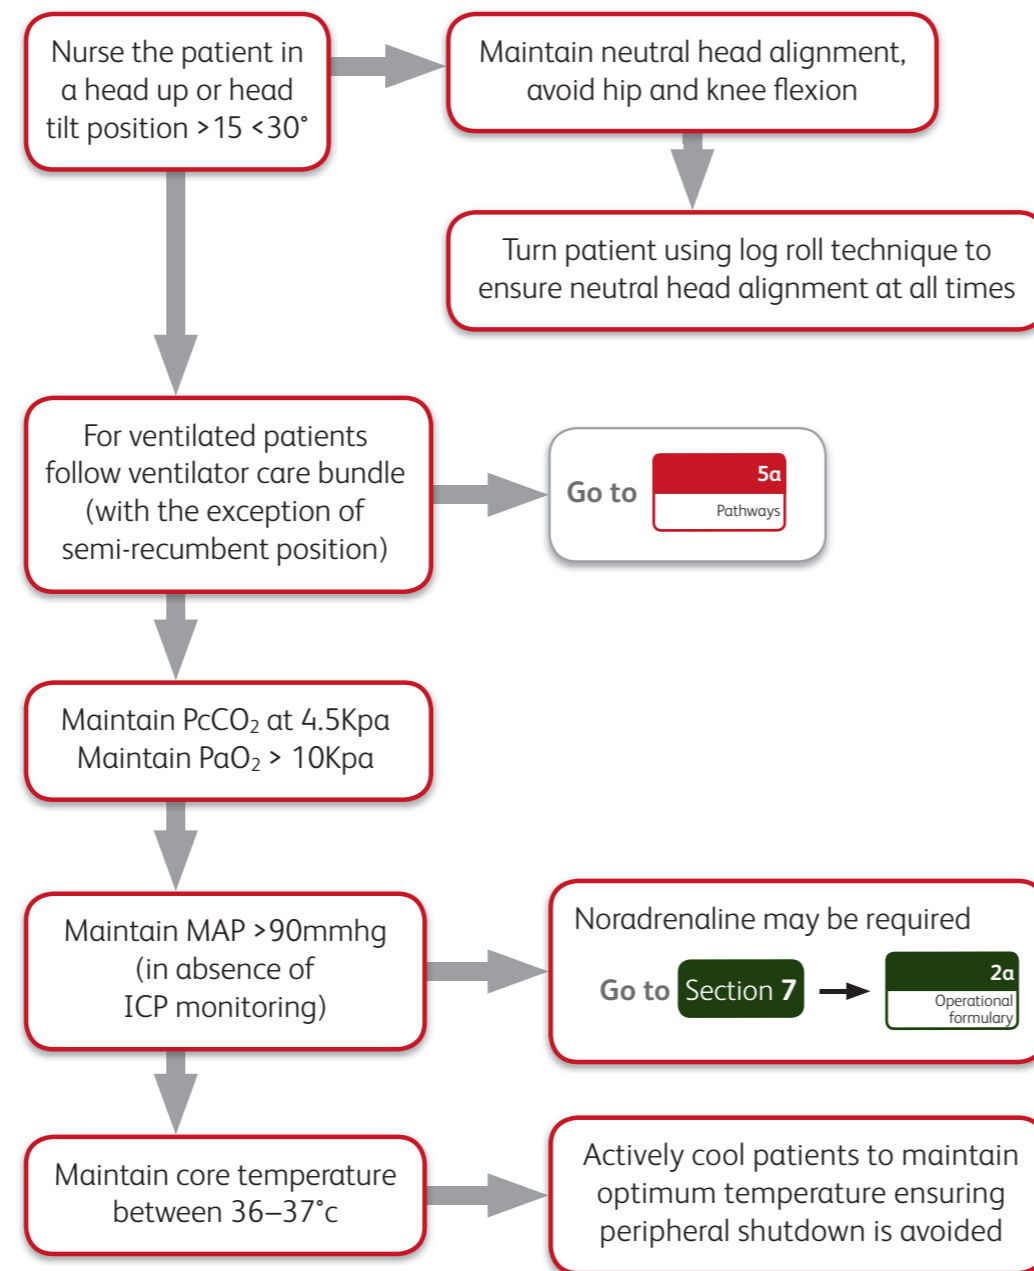 Nurse the patient in
a head up or head
tilt position >15 <30°
Maintain neutral head alignment,
avoid hip and knee flexion
Turn patient using log roll technique to
ensure neutral head alignment at all times
For ventilated patients
follow ventilator care bundle
(with the exception of
semi-recumbent position)
Go to
5a
Pathways
Maintain PcCO₂ at 4.5Kpa
Maintain PaO₂ > 10Kpa
Maintain MAP >90mmhg
(in absence of
ICP monitoring)
Noradrenaline may be required
Go to Section 7
2a
Operational
formulary
Maintain core temperature
between 36–37°c
Actively cool patients to maintain
optimum temperature ensuring
peripheral shutdown is avoided